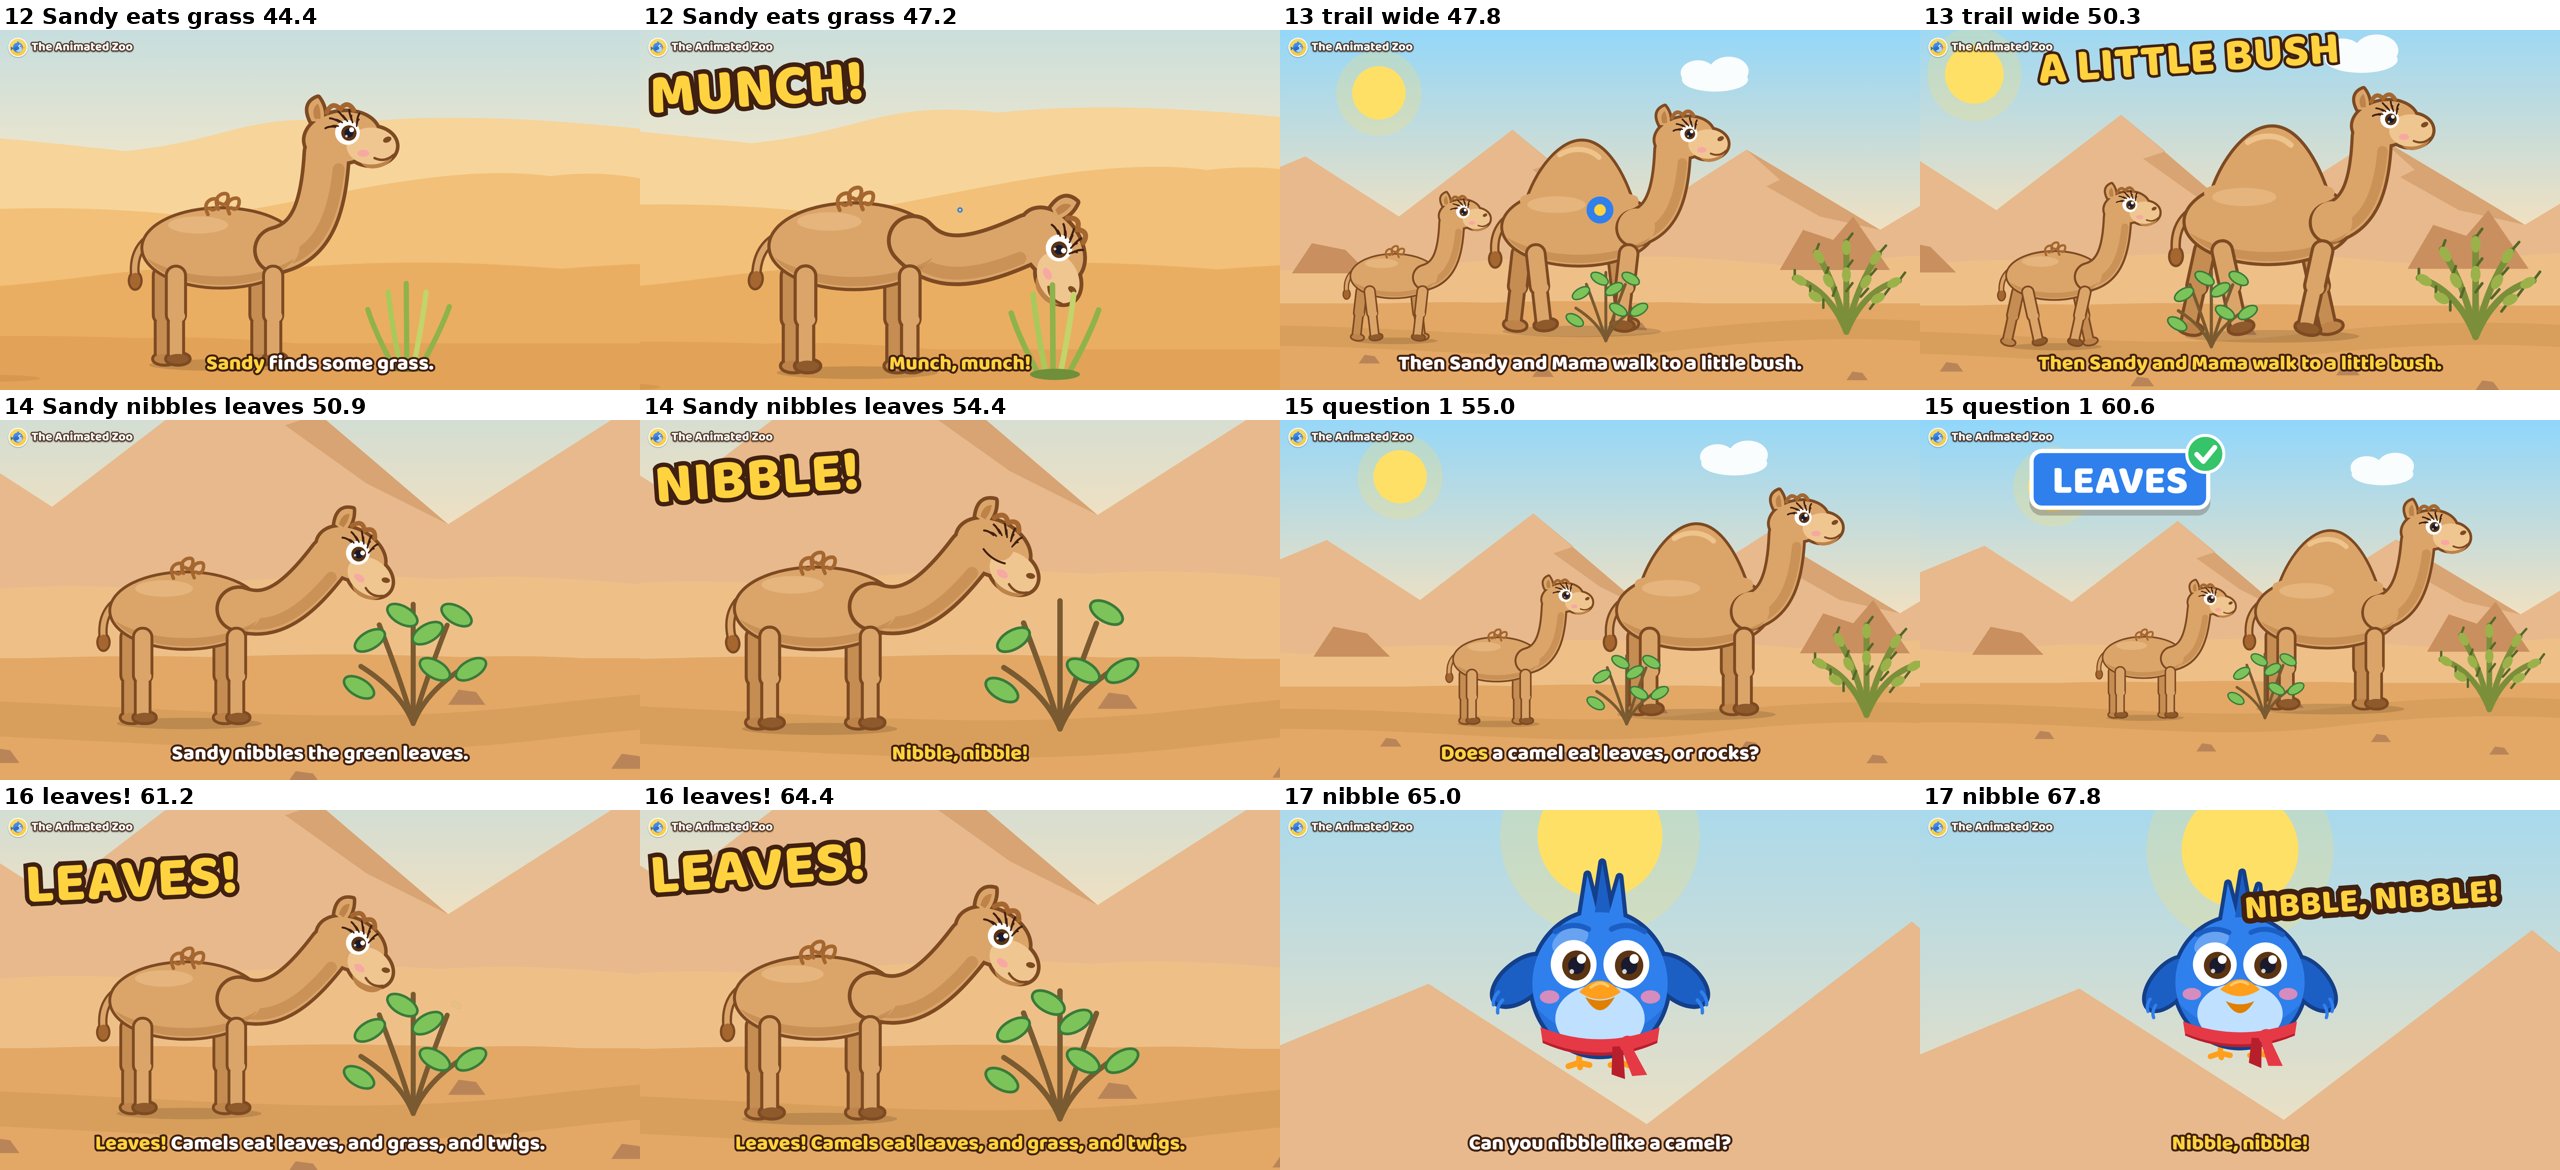 12 Sandy eats grass 44.4
The Animated Zoo
Sandy finds some grass.
12 Sandy eats grass 47.2
The Animated Zoo
MUNCH!
Munch, munch!
13 trail wide 47.8
The Animated Zoo
Then Sandy and Mama walk to a little bush.
13 trail wide 50.3
The Animated Zoo
A LITTLE BUSH
Then Sandy and Mama walk to a little bush.
14 Sandy nibbles leaves 50.9
The Animated Zoo
Sandy nibbles the green leaves.
14 Sandy nibbles leaves 54.4
The Animated Zoo
NIBBLE!
Nibble, nibble!
15 question 1 55.0
The Animated Zoo
Does a camel eat leaves, or rocks?
15 question 1 60.6
The Animated Zoo
LEAVES
16 leaves! 61.2
The Animated Zoo
LEAVES!
Leaves! Camels eat leaves, and grass, and twigs.
16 leaves! 64.4
The Animated Zoo
LEAVES!
Leaves! Camels eat leaves, and grass, and twigs.
17 nibble 65.0
The Animated Zoo
Can you nibble like a camel?
17 nibble 67.8
The Animated Zoo
NIBBLE, NIBBLE!
Nibble, nibble!